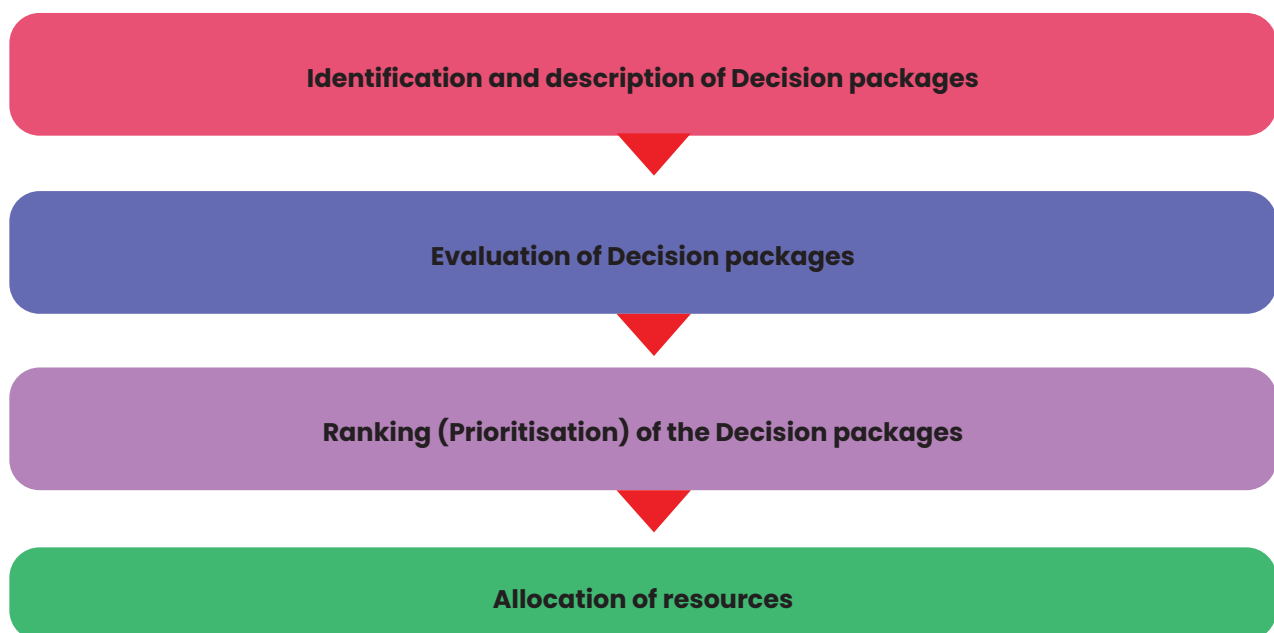 Identification and description of Decision packages
Evaluation of Decision packages
Ranking (Prioritisation) of the Decision packages
Allocation of resources